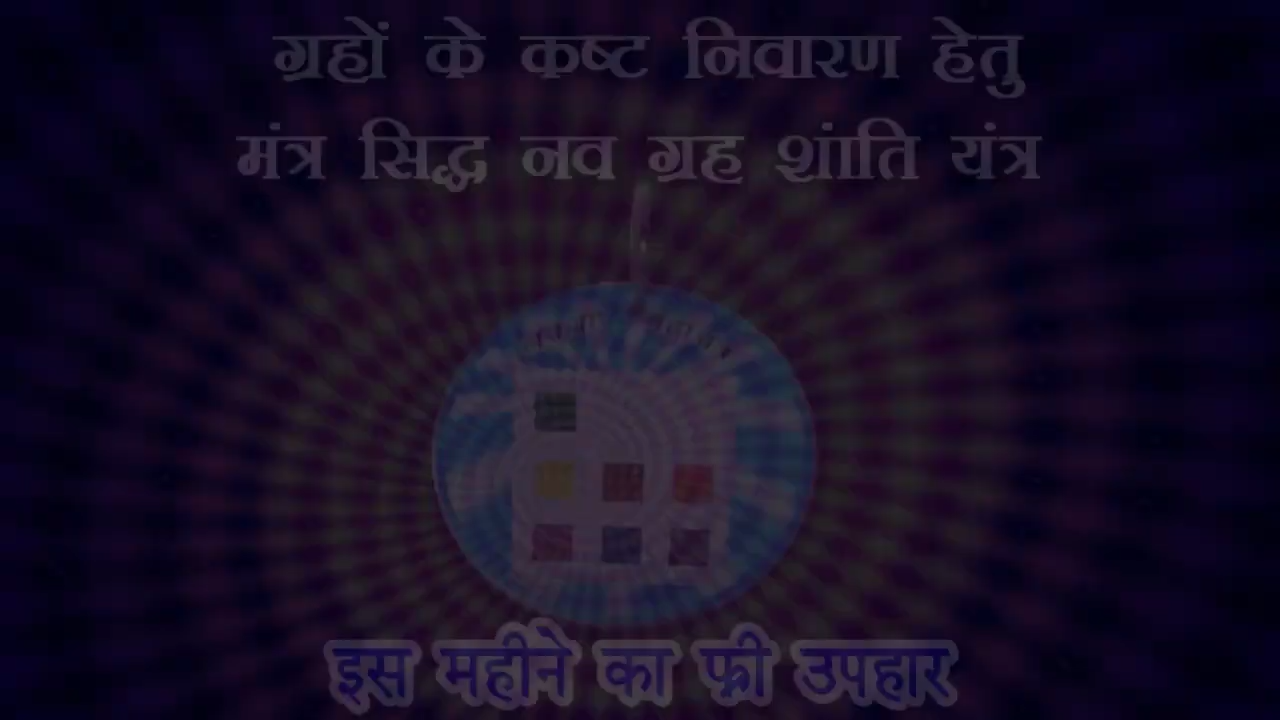 ग्रहों के कष्ट निवारण हेतु
मंत्र सिद्ध नव ग्रह शांति यंत्र
इस महीने का फ्री उपहार